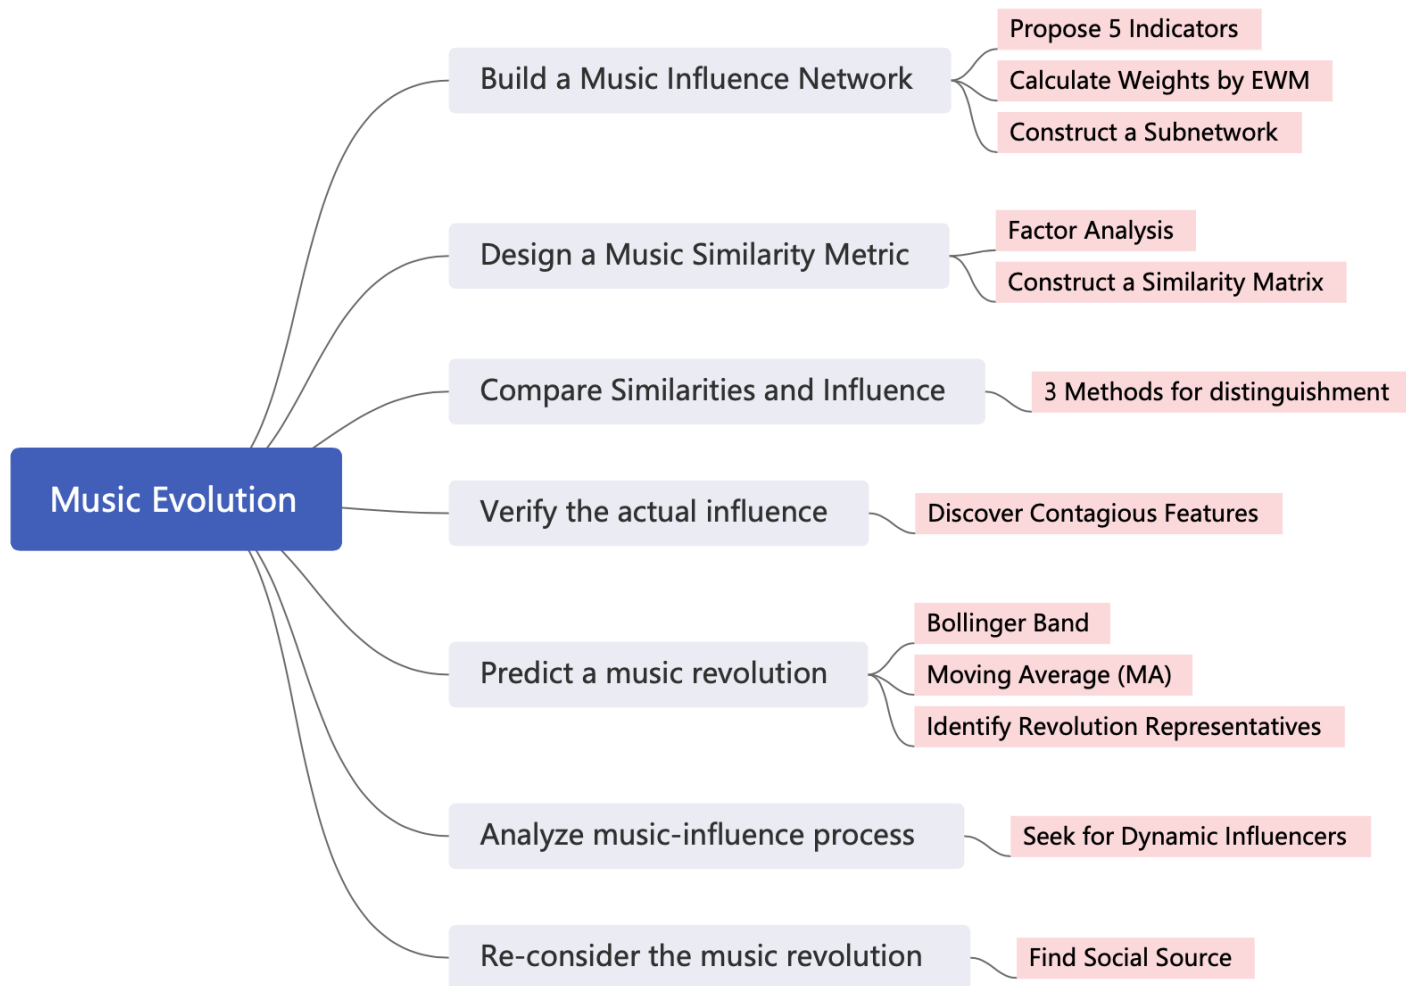 Music Evolution
Build a Music Influence Network
Propose 5 Indicators
Calculate Weights by EWM
Construct a Subnetwork
Design a Music Similarity Metric
Factor Analysis
Construct a Similarity Matrix
Compare Similarities and Influence
3 Methods for distinguishment
Verify the actual influence
Discover Contagious Features
Predict a music revolution
Bollinger Band
Moving Average (MA)
Identify Revolution Representatives
Analyze music-influence process
Seek for Dynamic Influencers
Re-consider the music revolution
Find Social Source